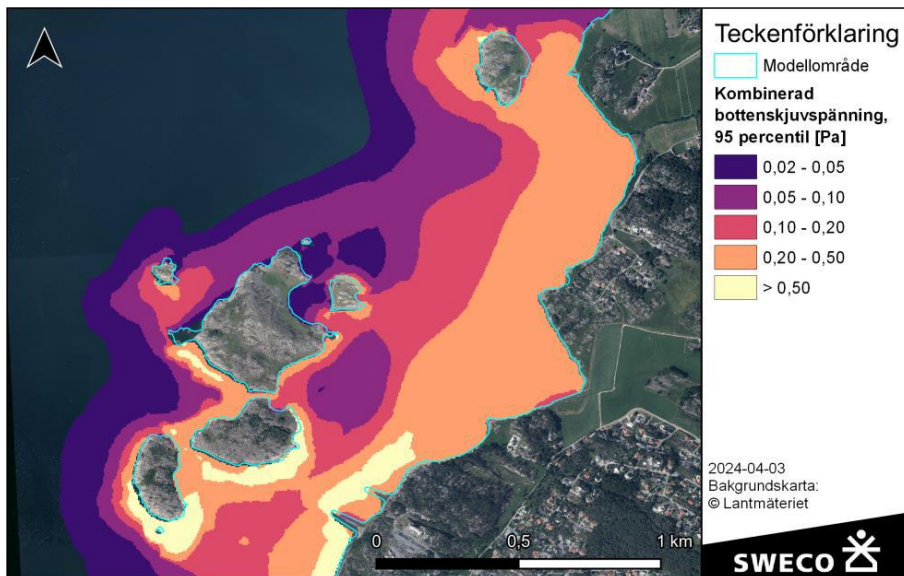 Teckenförklaring
Modellområde
Kombinerad
bottenskjuvspänning,
95 percentil [Pa]
0,02 - 0,05
0,05 - 0,10
0,10 - 0,20
0,20 - 0,50
> 0,50
2024-04-03
Bakgrundskarta:
© Lantmäteriet
0 0,5 1 km
SWECO